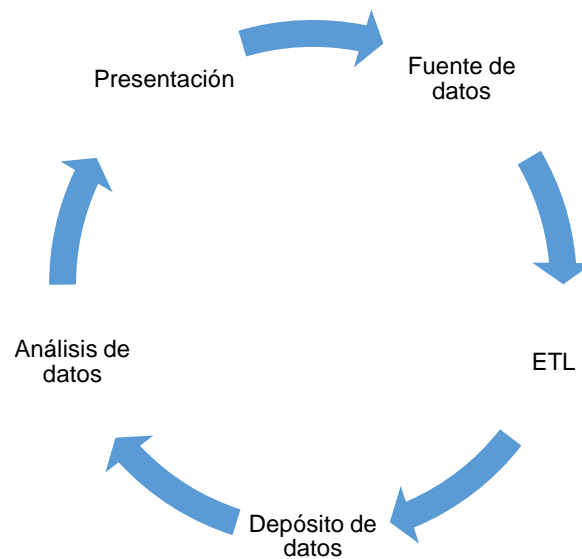 Presentación
Fuente de
datos
ETL
Depósito de
datos
Análisis de
datos